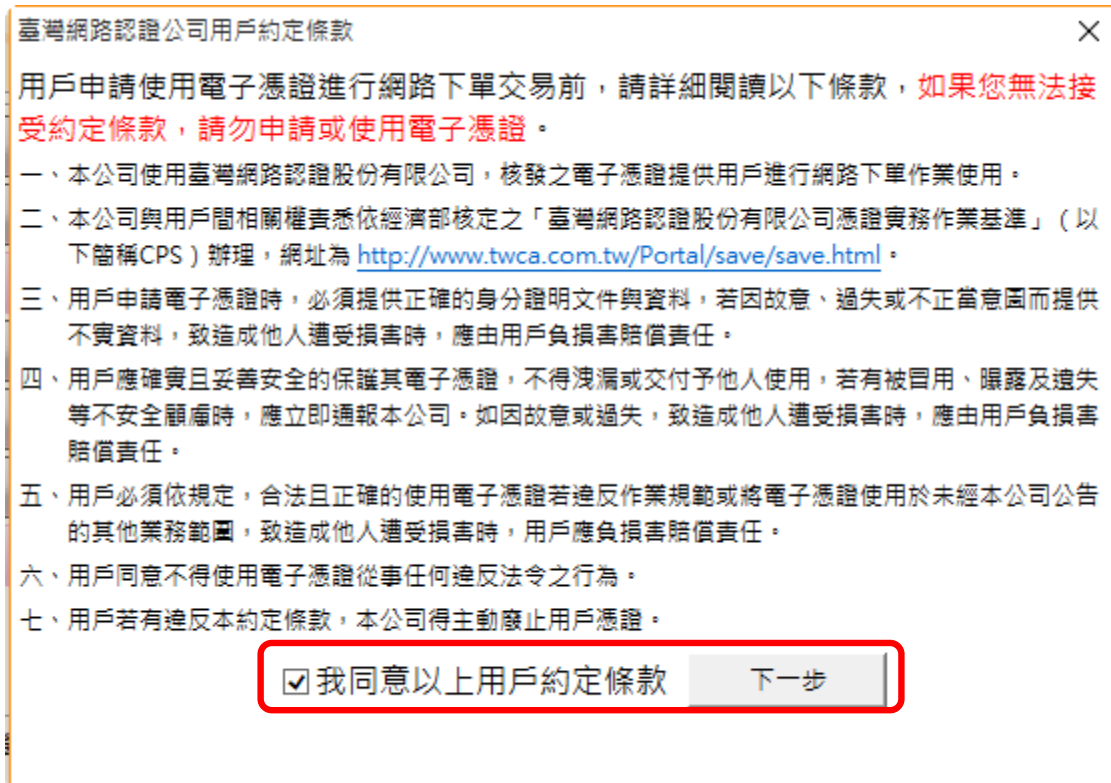 臺灣網路認證公司用戶約定條款
用戶申請使用電子憑證進行網路下單交易前，請詳細閱讀以下條款，如果您無法接
受約定條款，請勿申請或使用電子憑證。
一、本公司使用臺灣網路認證股份有限公司，核發之電子憑證提供用戶進行網路下單作業使用。
二、本公司與用戶間相關權責悉依經濟部核定之「臺灣網路認證股份有限公司憑證實務作業基準」（以
下簡稱CPS）辦理，網址為 http://www.twca.com.tw/Portal/save/save.html。
三、用戶申請電子憑證時，必須提供正確的身分證明文件與資料，若因故意、過失或不正當意圖而提供
不實資料，致造成他人遭受損害時，應由用戶負損害賠償責任。
四、用戶應確實且妥善安全的保護其電子憑證，不得洩漏或交付予他人使用，若有被冒用、曝露及遺失
等不安全顧慮時，應立即通報本公司。如因故意或過失，致造成他人遭受損害時，應由用戶負損害
賠償責任。
五、用戶必須依規定，合法且正確的使用電子憑證若違反作業規範或將電子憑證使用於未經本公司公告
的其他業務範圍，致造成他人遭受損害時，用戶應負損害賠償責任。
六、用戶同意不得使用電子憑證從事任何違反法令之行為。
七、用戶若有違反本約定條款，本公司得主動廢止用戶憑證。
我同意以上用戶約定條款 下一步